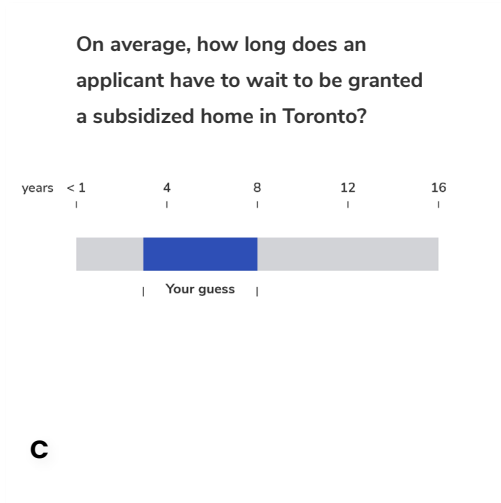 On average, how long does an
applicant have to wait to be granted
a subsidized home in Toronto?
years < 1 4 8 12 16
Your guess
C